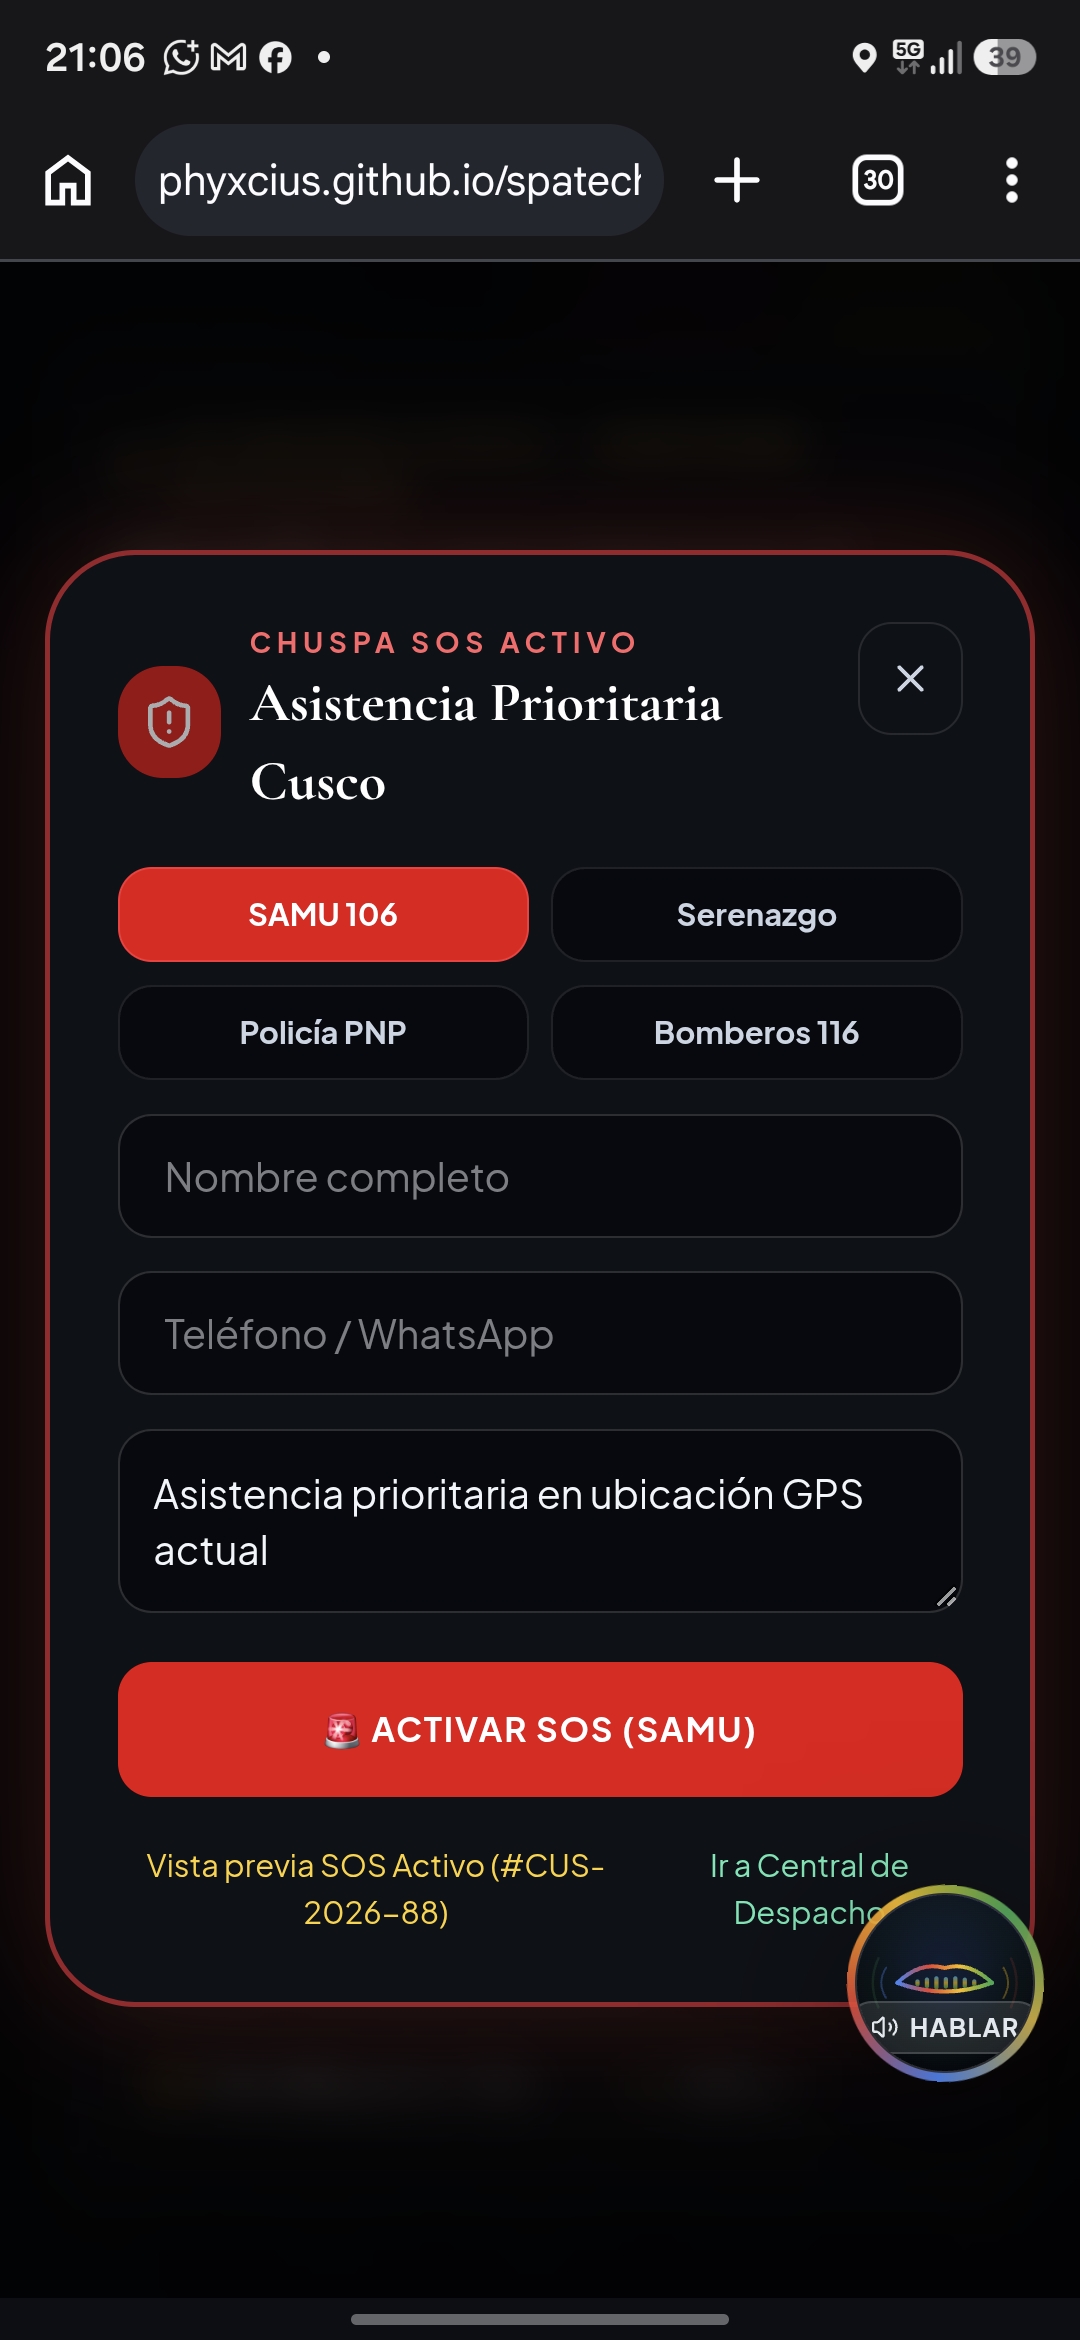 21:06
5G
39
phyxcius.github.io/spatech
30
CHUSPA SOS ACTIVO
Asistencia Prioritaria
Cusco
SAMU 106
Serenazgo
Policía PNP
Bomberos 116
Nombre completo
Teléfono / WhatsApp
Asistencia prioritaria en ubicación GPS
actual
🚨 ACTIVAR SOS (SAMU)
Vista previa SOS Activo (#CUS-
2026-88)
Ir a Central de
Despacho
HABLAR